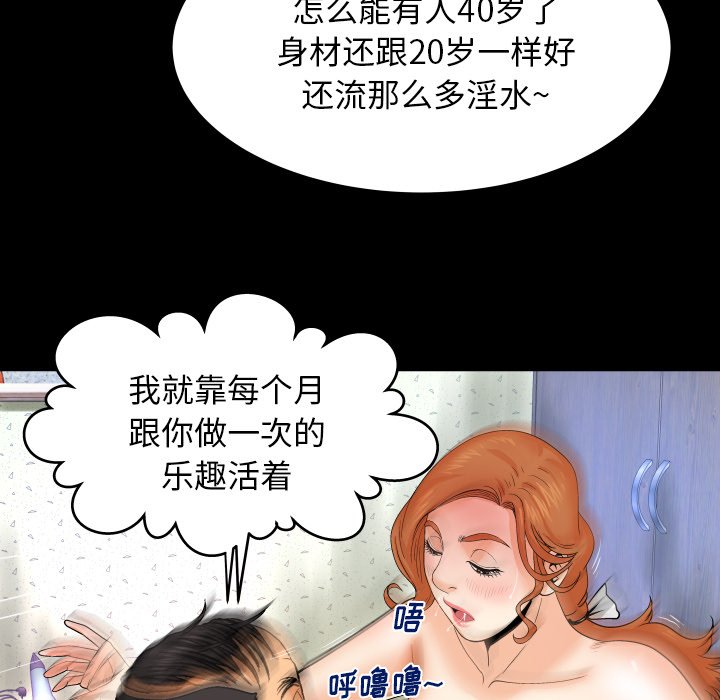 怎么能有人40岁了
身材还跟20岁一样好
还流那么多淫水~
我就靠每个月
跟你做一次的
乐趣活着
唔
呼噜噜~